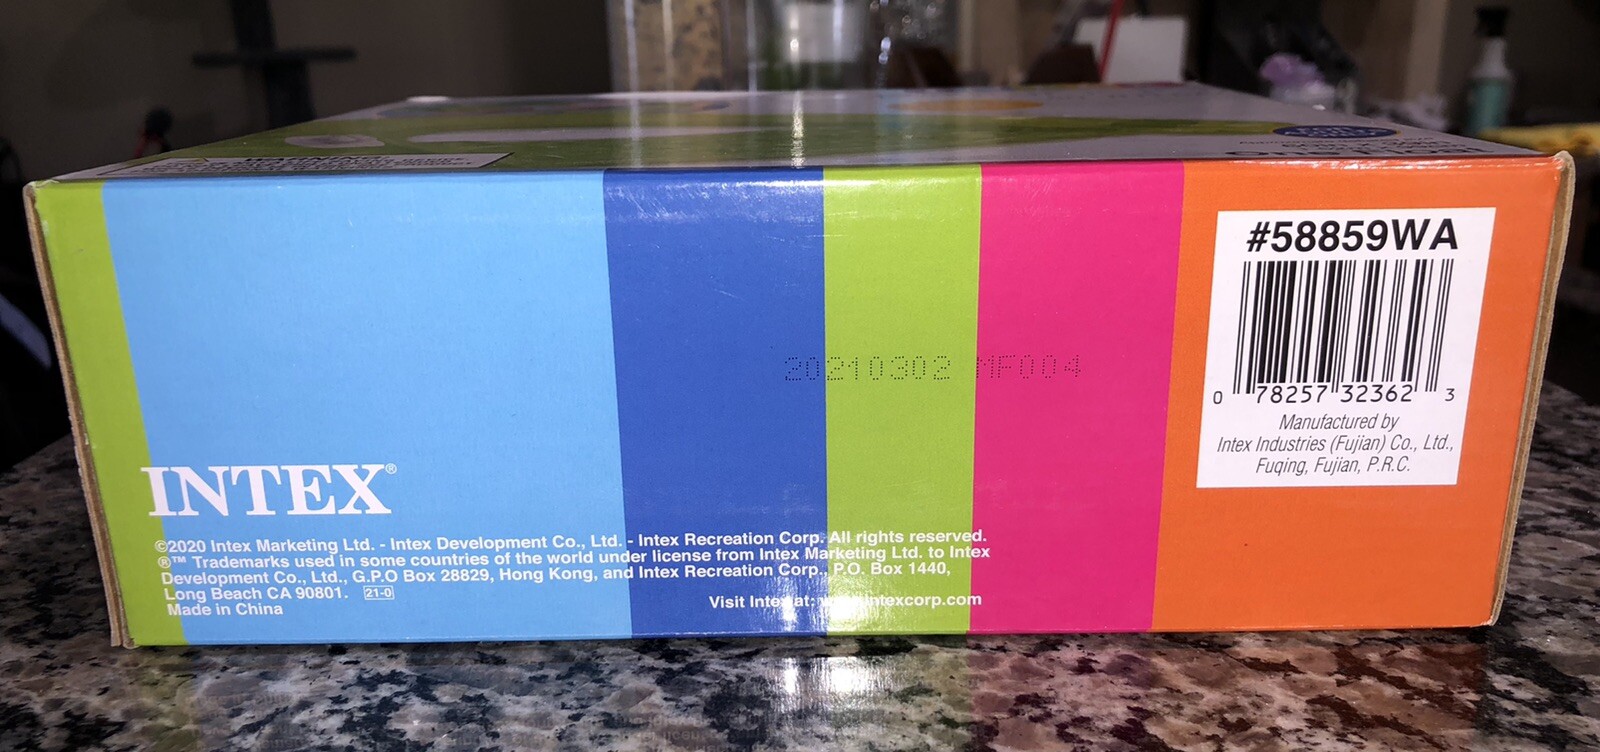 WARNING
#58859WA
20210302 MF004
0 78257 32362 3
Manufactured by
Intex Industries (Fujian) Co., Ltd.,
Fuqing, Fujian, P.R.C.
INTEX®
©2020 Intex Marketing Ltd. - Intex Development Co., Ltd. - Intex Recreation Corp. All rights reserved.
®™ Trademarks used in some countries of the world under license from Intex Marketing Ltd. to Intex
Development Co., Ltd., G.P.O Box 28829, Hong Kong, and Intex Recreation Corp., P.O. Box 1440,
Long Beach CA 90801. 21-0
Made in China
Visit Intex at: www.intexcorp.com